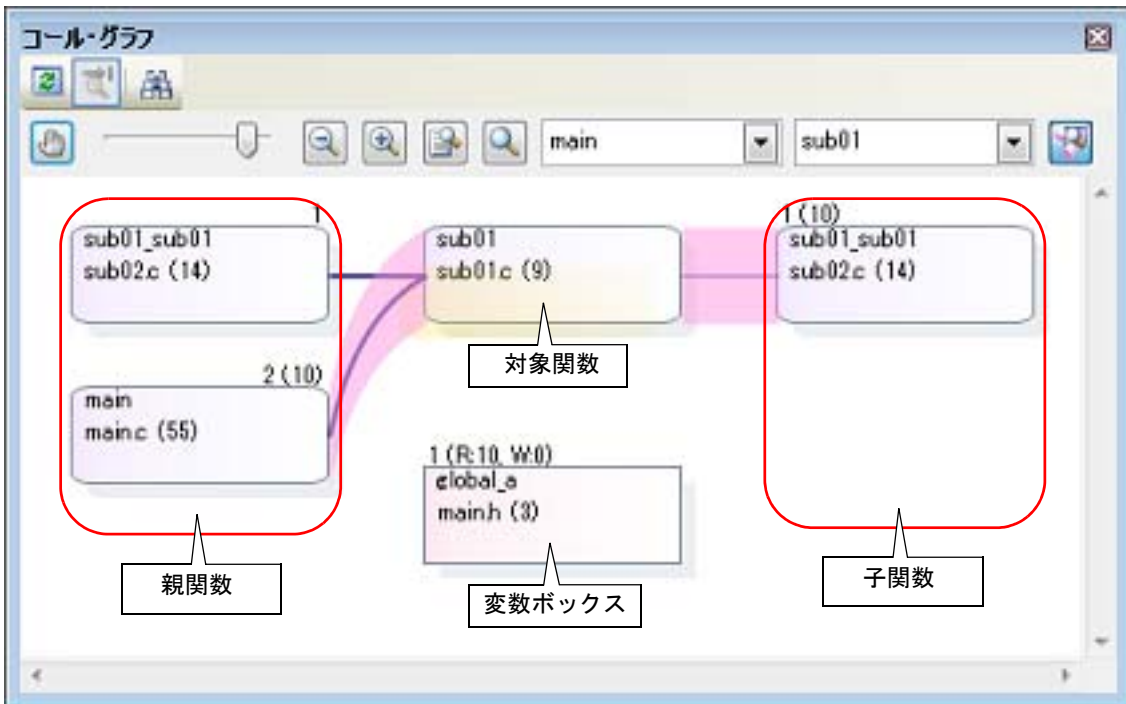 コール・グラフ
main
sub01
1
sub01_sub01
sub02.c (14)
2 (10)
main
main.c (55)
親関数
sub01
sub01.c (9)
対象関数
1 (R:10, W:0)
global_a
main.h (3)
変数ボックス
1 (10)
sub01_sub01
sub02.c (14)
子関数